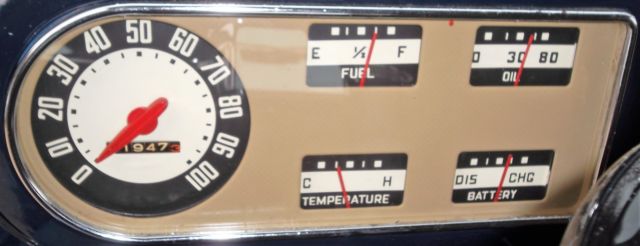 0 10 20 30 40 50 60 70 80 90 100
19473
E ½ F
FUEL
0 30 80
OIL
C H
TEMPERATURE
DIS CHG
BATTERY